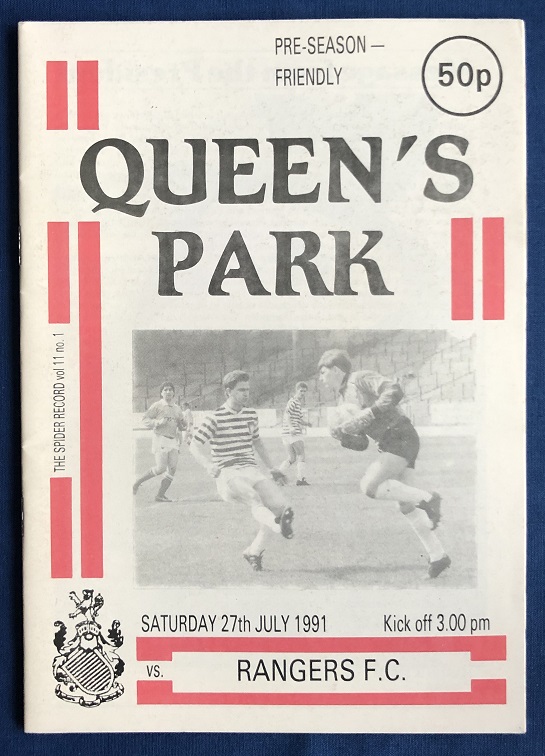 PRE-SEASON —
FRIENDLY
50p
QUEEN'S
PARK
THE SPIDER RECORD vol 11 no. 1
SATURDAY 27th JULY 1991
Kick off 3.00 pm
vs.
RANGERS F.C.